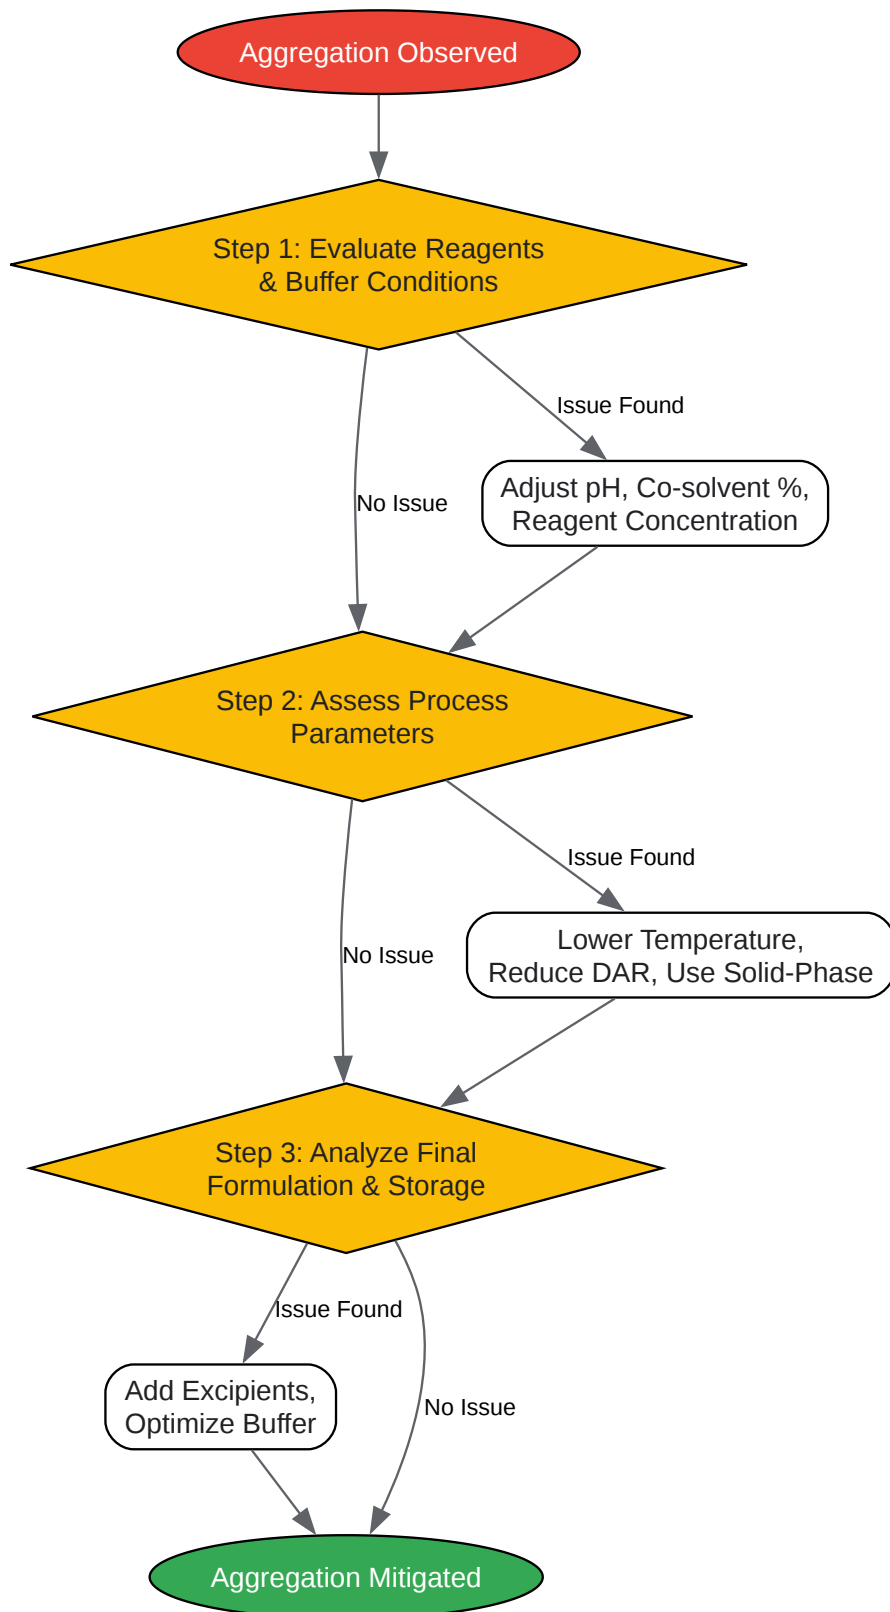 Aggregation Observed
Step 1: Evaluate Reagents
& Buffer Conditions
Issue Found
Adjust pH, Co-solvent %,
Reagent Concentration
No Issue
Step 2: Assess Process
Parameters
Issue Found
Lower Temperature,
Reduce DAR, Use Solid-Phase
No Issue
Step 3: Analyze Final
Formulation & Storage
Issue Found
Add Excipients,
Optimize Buffer
No Issue
Aggregation Mitigated